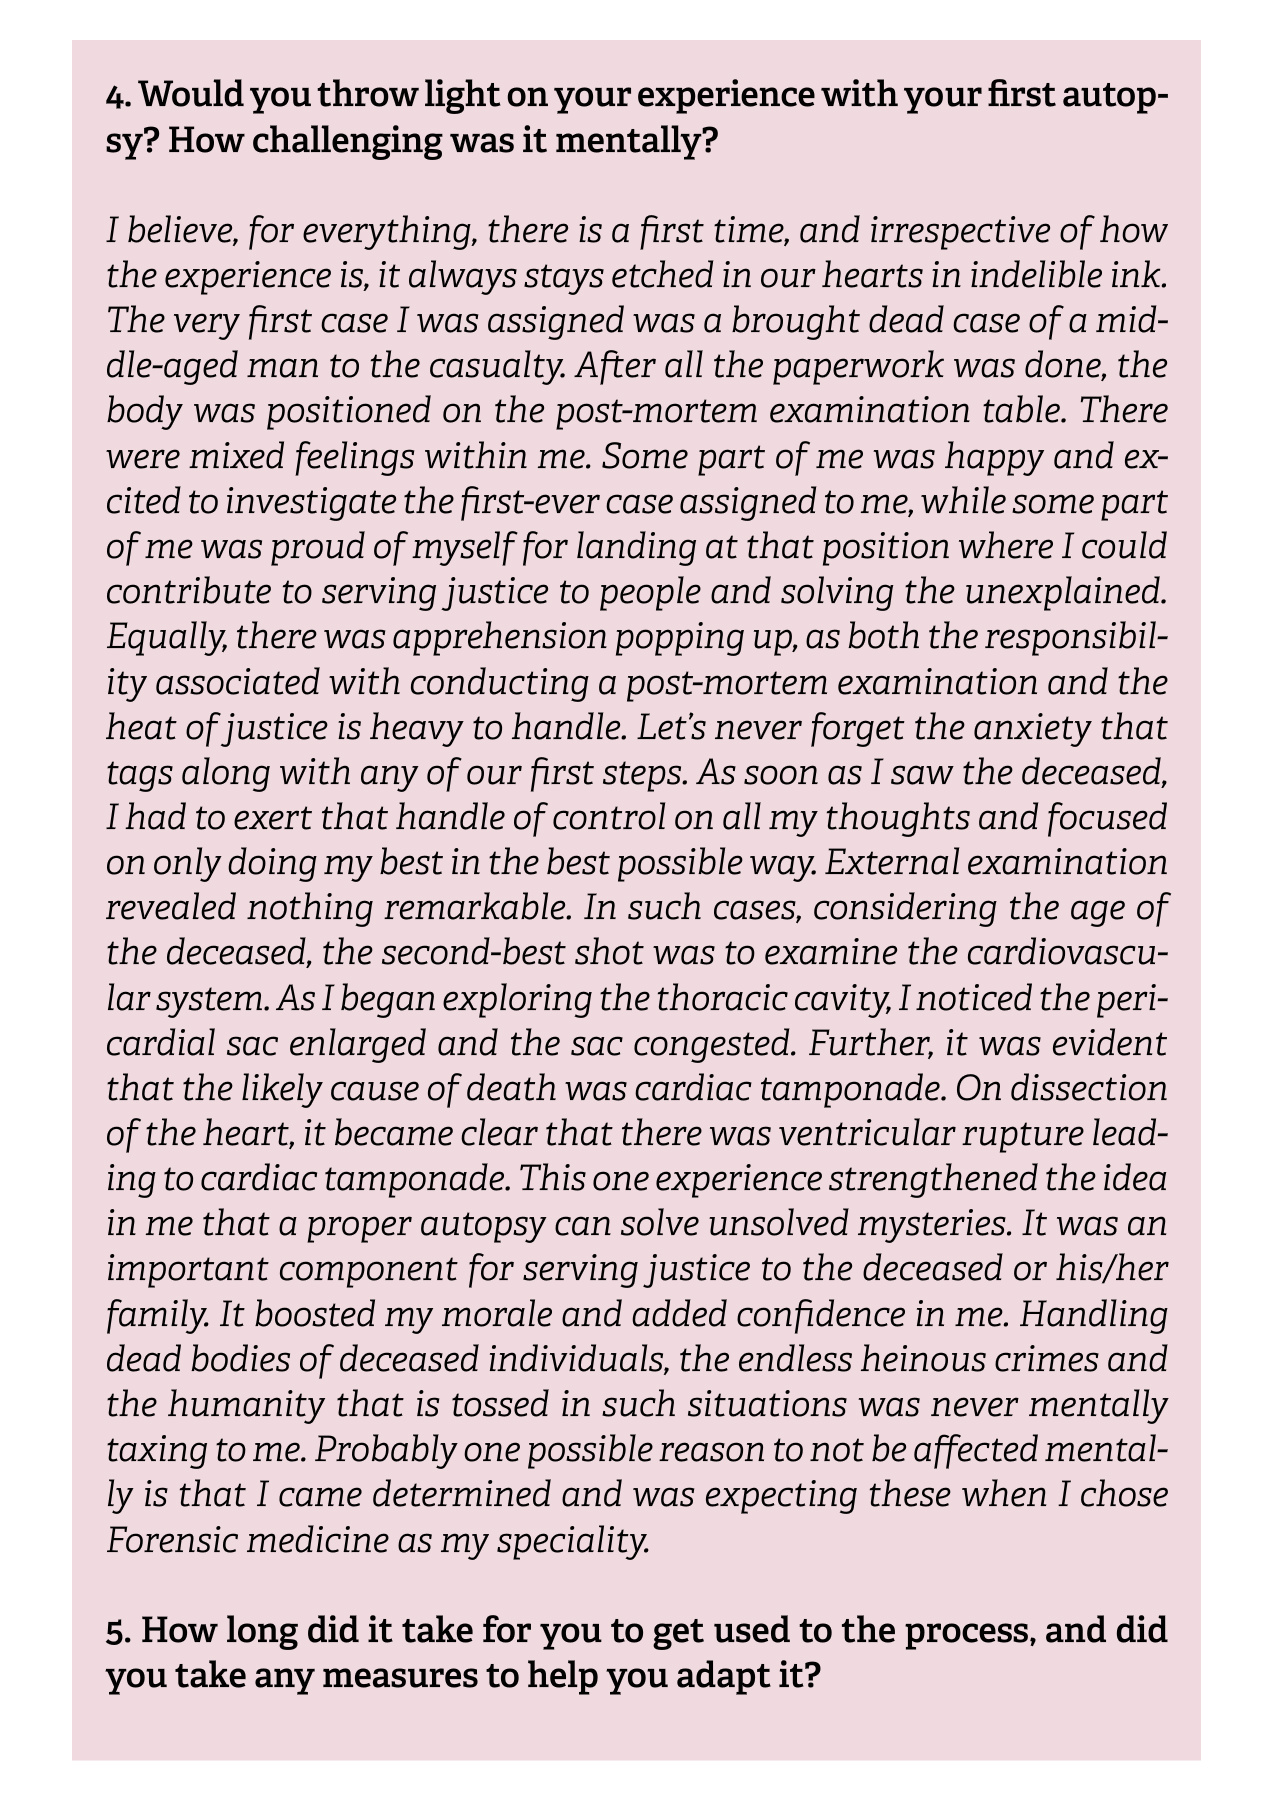 4. Would you throw light on your experience with your first autop-
sy? How challenging was it mentally?
I believe, for everything, there is a first time, and irrespective of how
the experience is, it always stays etched in our hearts in indelible ink.
The very first case I was assigned was a brought dead case of a mid-
dle-aged man to the casualty. After all the paperwork was done, the
body was positioned on the post-mortem examination table. There
were mixed feelings within me. Some part of me was happy and ex-
cited to investigate the first-ever case assigned to me, while some part
of me was proud of myself for landing at that position where I could
contribute to serving justice to people and solving the unexplained.
Equally, there was apprehension popping up, as both the responsibil-
ity associated with conducting a post-mortem examination and the
heat of justice is heavy to handle. Let’s never forget the anxiety that
tags along with any of our first steps. As soon as I saw the deceased,
I had to exert that handle of control on all my thoughts and focused
on only doing my best in the best possible way. External examination
revealed nothing remarkable. In such cases, considering the age of
the deceased, the second-best shot was to examine the cardiovascu-
lar system. As I began exploring the thoracic cavity, I noticed the peri-
cardial sac enlarged and the sac congested. Further, it was evident
that the likely cause of death was cardiac tamponade. On dissection
of the heart, it became clear that there was ventricular rupture lead-
ing to cardiac tamponade. This one experience strengthened the idea
in me that a proper autopsy can solve unsolved mysteries. It was an
important component for serving justice to the deceased or his/her
family. It boosted my morale and added confidence in me. Handling
dead bodies of deceased individuals, the endless heinous crimes and
the humanity that is tossed in such situations was never mentally
taxing to me. Probably one possible reason to not be affected mental-
ly is that I came determined and was expecting these when I chose
Forensic medicine as my speciality.
5. How long did it take for you to get used to the process, and did
you take any measures to help you adapt it?